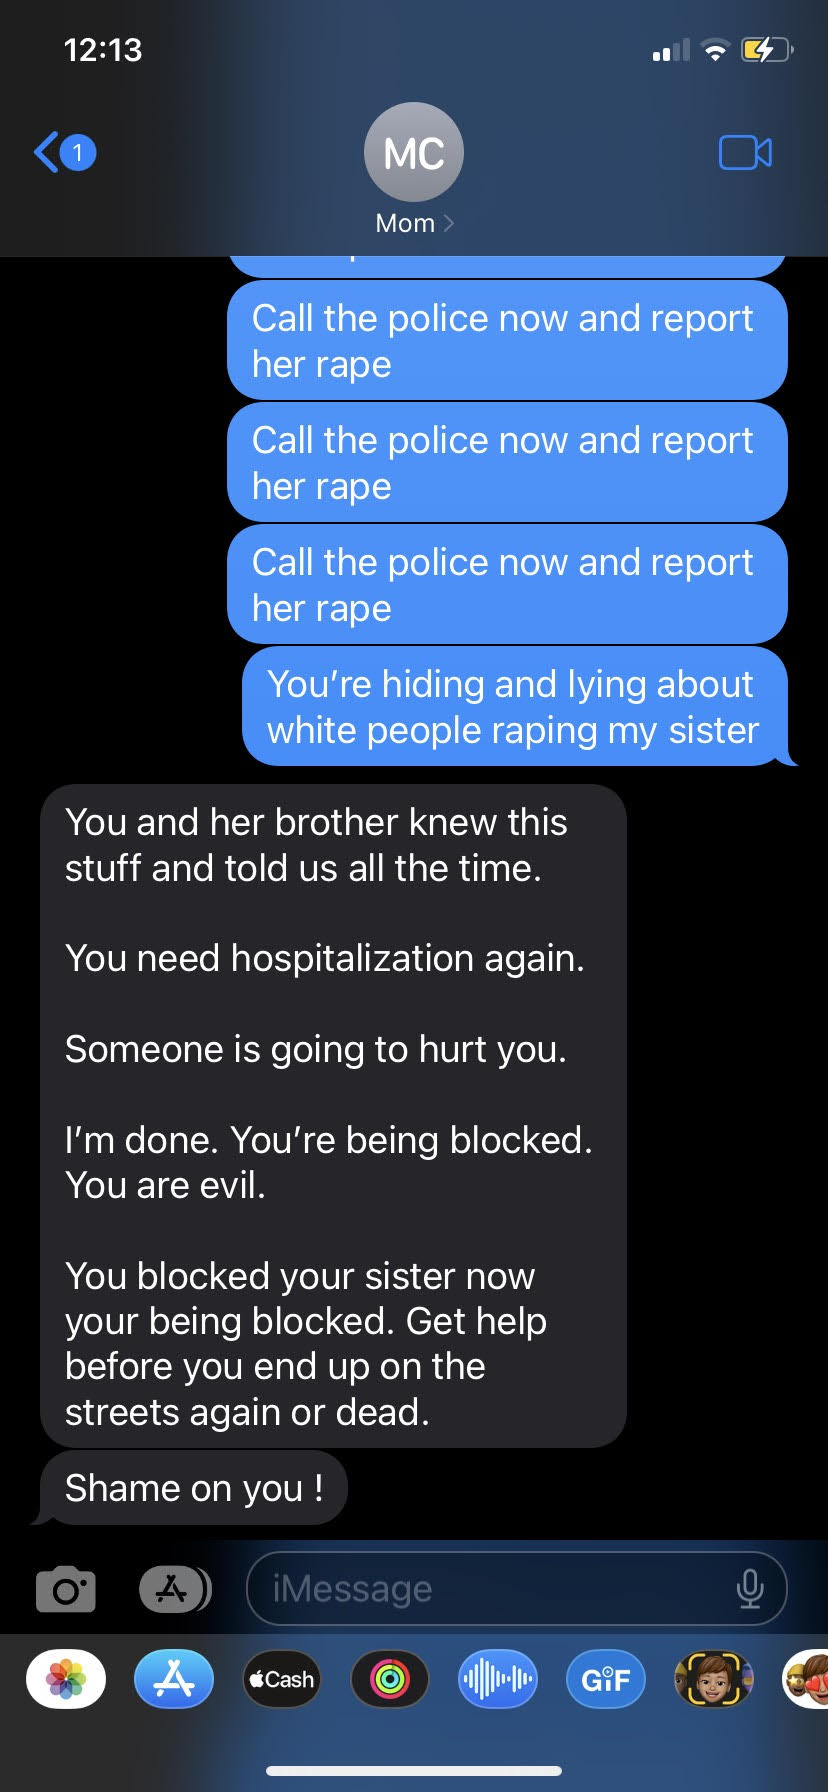 12:13
1
MC
Mom
Call the police now and report
her rape
Call the police now and report
her rape
Call the police now and report
her rape
You're hiding and lying about
white people raping my sister
You and her brother knew this
stuff and told us all the time.
You need hospitalization again.
Someone is going to hurt you.
I'm done. You're being blocked.
You are evil.
You blocked your sister now
your being blocked. Get help
before you end up on the
streets again or dead.
Shame on you !
iMessage
Cash
GIF